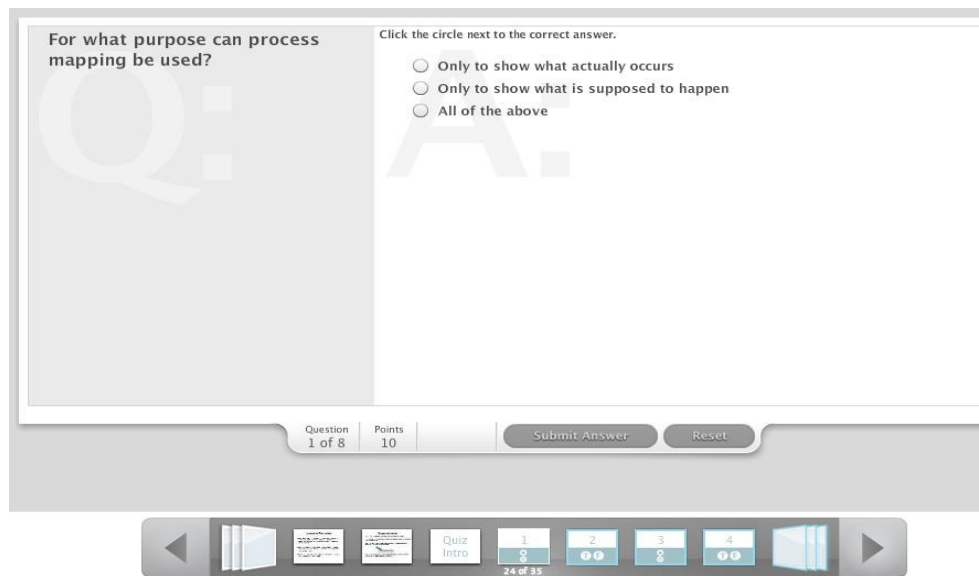 For what purpose can process
mapping be used?
Q:
Click the circle next to the correct answer.
A:
Only to show what actually occurs
Only to show what is supposed to happen
All of the above
Question
1 of 8
Points
10
Submit Answer
Reset
Quiz
Intro
1
2
T F
3
4
T F
24 of 35